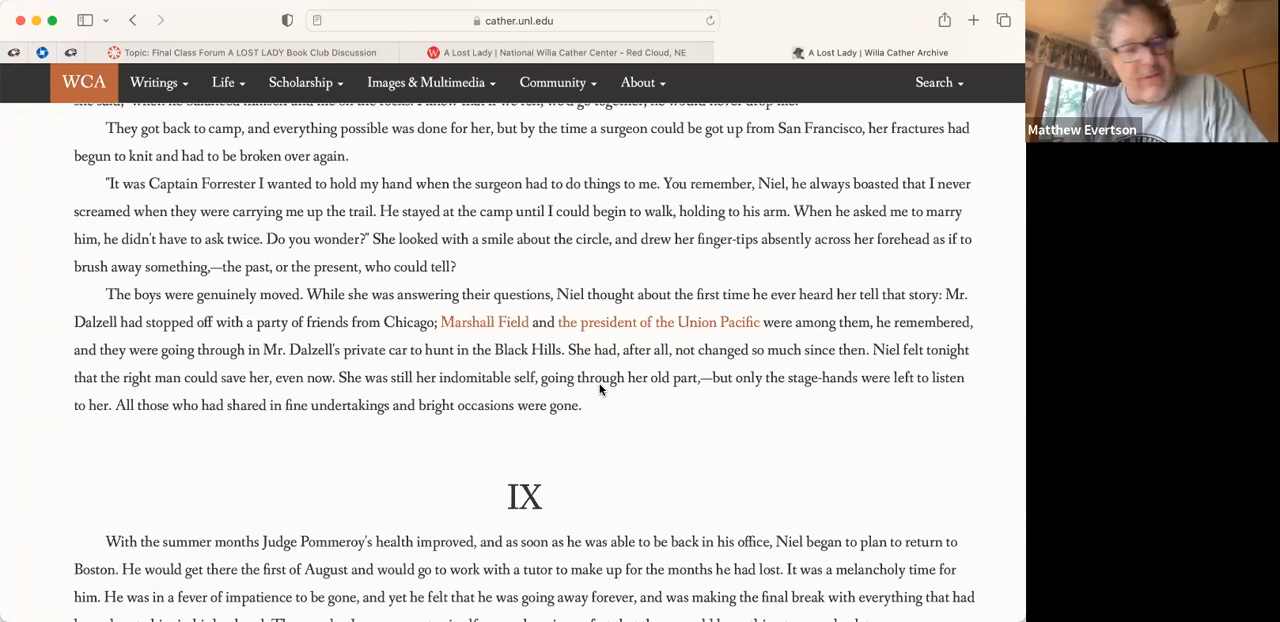 cather.unl.edu
Topic: Final Class Forum A LOST LADY Book Club Discussion
A Lost Lady | National Willa Cather Center - Red Cloud, NE
A Lost Lady | Willa Cather Archive
WCA Writings Life Scholarship Images & Multimedia Community About Search
They got back to camp, and everything possible was done for her, but by the time a surgeon could be got up from San Francisco, her fractures had
begun to knit and had to be broken over again.
"It was Captain Forrester I wanted to hold my hand when the surgeon had to do things to me. You remember, Niel, he always boasted that I never
screamed when they were carrying me up the trail. He stayed at the camp until I could begin to walk, holding to his arm. When he asked me to marry
him, he didn't have to ask twice. Do you wonder?" She looked with a smile about the circle, and drew her finger-tips absently across her forehead as if to
brush away something,—the past, or the present, who could tell?
The boys were genuinely moved. While she was answering their questions, Niel thought about the first time he ever heard her tell that story: Mr.
Dalzell had stopped off with a party of friends from Chicago; Marshall Field and the president of the Union Pacific were among them, he remembered,
and they were going through in Mr. Dalzell's private car to hunt in the Black Hills. She had, after all, not changed so much since then. Niel felt tonight
that the right man could save her, even now. She was still her indomitable self, going through her old part,—but only the stage-hands were left to listen
to her. All those who had shared in fine undertakings and bright occasions were gone.
IX
With the summer months Judge Pommeroy's health improved, and as soon as he was able to be back in his office, Niel began to plan to return to
Boston. He would get there the first of August and would go to work with a tutor to make up for the months he had lost. It was a melancholy time for
him. He was in a fever of impatience to be gone, and yet he felt that he was going away forever, and was making the final break with everything that had
Matthew Evertson